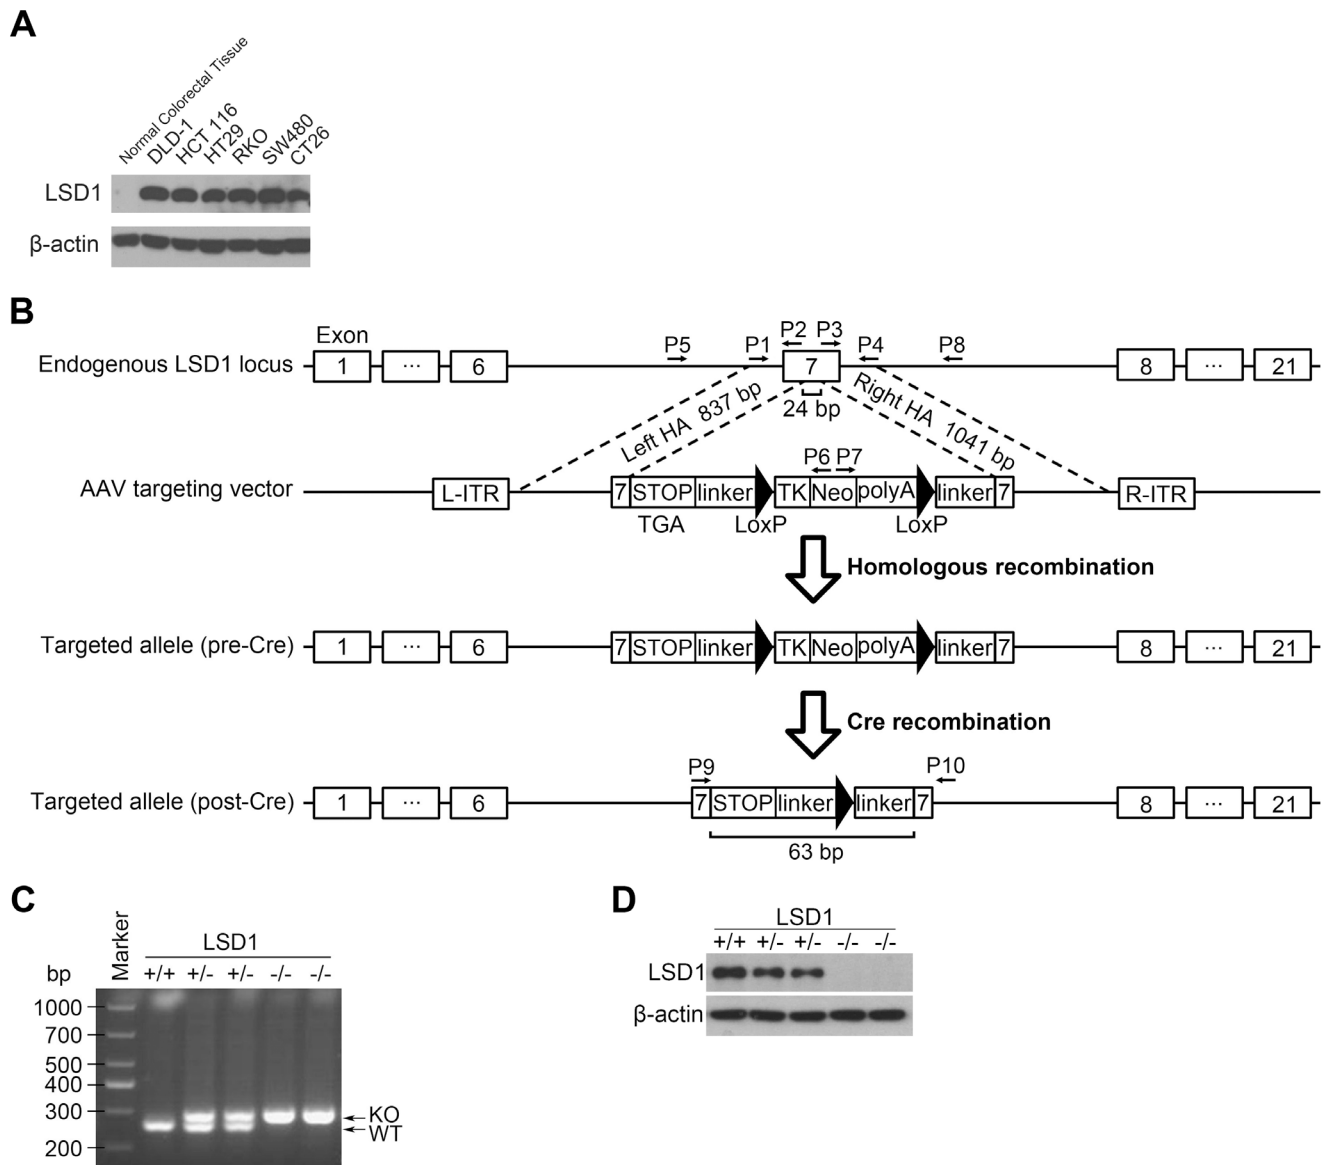 A
Normal Colorectal Tissue
DLD-1
HCT 116
HT29
RKO
SW480
CT26
LSD1
β-actin
B
Exon
P5 P1 P2 P3 P4 P8
Endogenous LSD1 locus 1 ... 6 7 8 ... 21
24 bp
Left HA 837 bp
Right HA 1041 bp
P6 P7
AAV targeting vector L-ITR 7 STOP linker TK Neo polyA linker 7 R-ITR
TGA LoxP LoxP
Homologous recombination
Targeted allele (pre-Cre) 1 ... 6 7 STOP linker TK Neo polyA linker 7 8 ... 21
Cre recombination
P9 P10
Targeted allele (post-Cre) 1 ... 6 7 STOP linker linker 7 8 ... 21
63 bp
C
Marker
LSD1
bp +/+ +/- +/- -/- -/-
1000
700
500
400
300
200
KO
WT
D
LSD1
+/+ +/- +/- -/- -/-
LSD1
β-actin